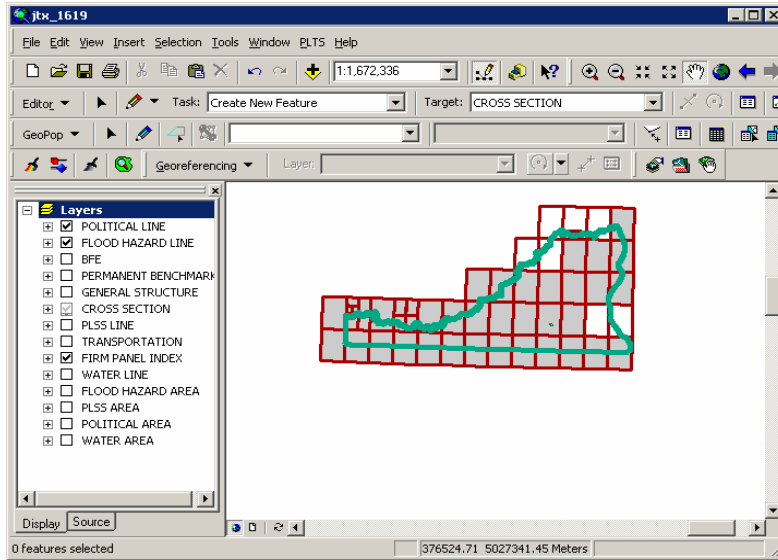 jtx_1619
File Edit View Insert Selection Tools Window PLTS Help
1:1,672,336
Editor Task: Create New Feature Target: CROSS SECTION
GeoPop
Georeferencing Layer:
Layers
POLITICAL LINE
FLOOD HAZARD LINE
BFE
PERMANENT BENCHMARK
GENERAL STRUCTURE
CROSS SECTION
PLSS LINE
TRANSPORTATION
FIRM PANEL INDEX
WATER LINE
FLOOD HAZARD AREA
PLSS AREA
POLITICAL AREA
WATER AREA
Display Source
0 features selected 376524.71 5027341.45 Meters